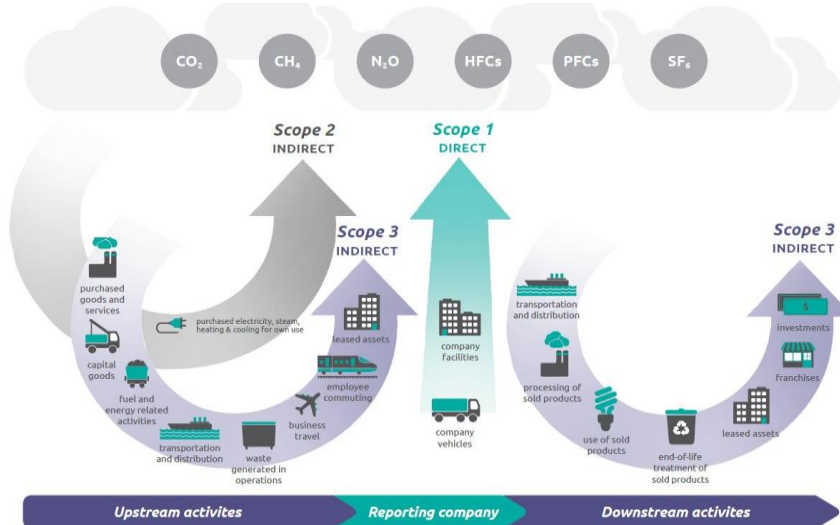 CO₂
CH₄
N₂O
HFCs
PFCs
SF₆
Scope 2
INDIRECT
Scope 1
DIRECT
Scope 3
INDIRECT
Scope 3
INDIRECT
purchased
goods and
services
capital
goods
fuel and
energy related
activities
transportation
and distribution
waste
generated in
operations
business
travel
employee
commuting
leased assets
purchased electricity, steam,
heating & cooling for own use
company
facilities
company
vehicles
transportation
and distribution
processing of
sold products
use of sold
products
end-of-life
treatment of
sold products
leased assets
franchises
investments
$
Upstream activites
Reporting company
Downstream activites